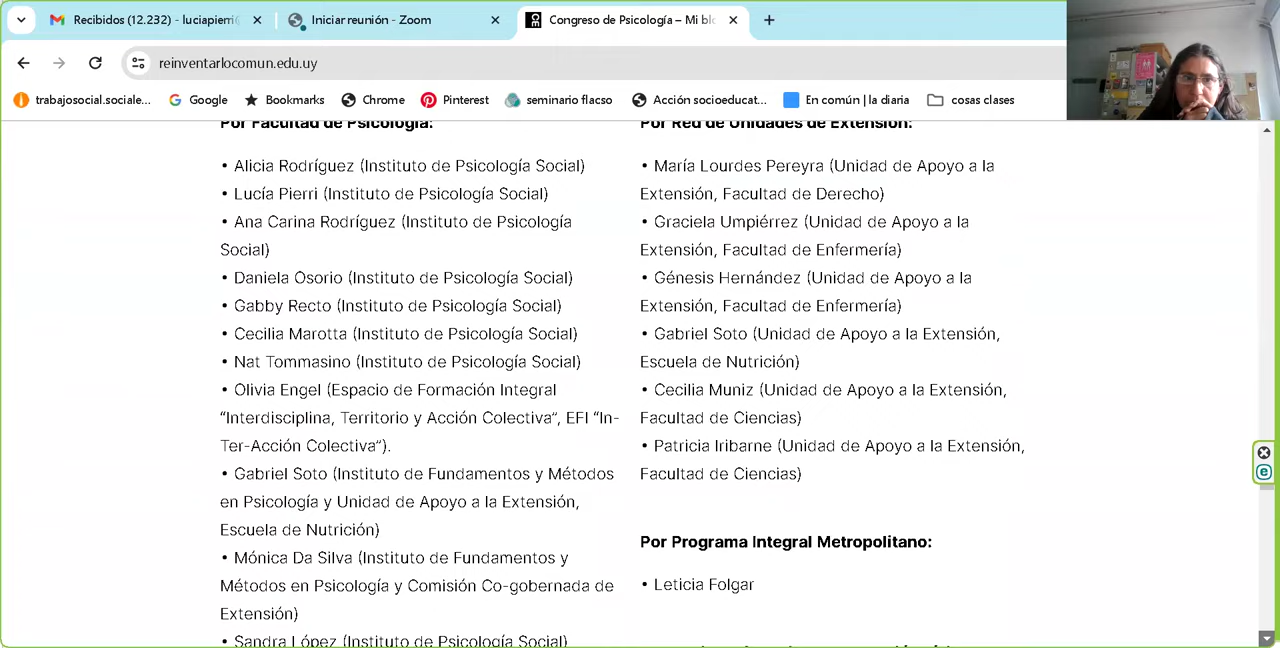 Recibidos (12.232) - luciapierri
Iniciar reunión - Zoom
Congreso de Psicología – Mi blo
reinventarlocomun.edu.uy
trabajosocial.sociale...
Google
Bookmarks
Chrome
Pinterest
seminario flacso
Acción socioeducat...
En común | la diaria
cosas clases
Por Facultad de Psicología:
• Alicia Rodríguez (Instituto de Psicología Social)
• Lucía Pierri (Instituto de Psicología Social)
• Ana Carina Rodríguez (Instituto de Psicología
Social)
• Daniela Osorio (Instituto de Psicología Social)
• Gabby Recto (Instituto de Psicología Social)
• Cecilia Marotta (Instituto de Psicología Social)
• Nat Tommasino (Instituto de Psicología Social)
• Olivia Engel (Espacio de Formación Integral
“Interdisciplina, Territorio y Acción Colectiva”, EFI “In-
Ter-Acción Colectiva”).
• Gabriel Soto (Instituto de Fundamentos y Métodos
en Psicología y Unidad de Apoyo a la Extensión,
Escuela de Nutrición)
• Mónica Da Silva (Instituto de Fundamentos y
Métodos en Psicología y Comisión Co-gobernada de
Extensión)
• Sandra López (Instituto de Psicología Social)
Por Red de Unidades de Extensión:
• María Lourdes Pereyra (Unidad de Apoyo a la
Extensión, Facultad de Derecho)
• Graciela Umpiérrez (Unidad de Apoyo a la
Extensión, Facultad de Enfermería)
• Génesis Hernández (Unidad de Apoyo a la
Extensión, Facultad de Enfermería)
• Gabriel Soto (Unidad de Apoyo a la Extensión,
Escuela de Nutrición)
• Cecilia Muniz (Unidad de Apoyo a la Extensión,
Facultad de Ciencias)
• Patricia Iribarne (Unidad de Apoyo a la Extensión,
Facultad de Ciencias)
Por Programa Integral Metropolitano:
• Leticia Folgar